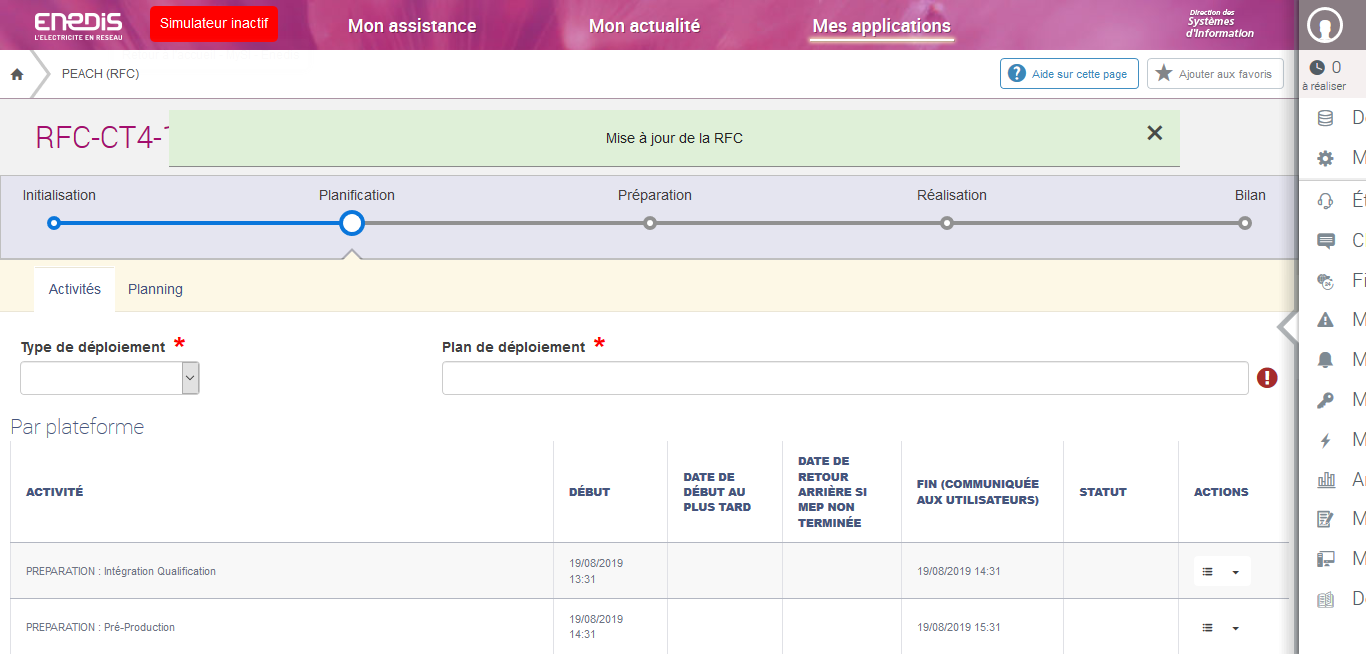 ENEDIS
L'ELECTRICITE EN RESEAU
Simulateur inactif
Mon assistance
Mon actualité
Mes applications
Direction des
Systèmes
d'Information
PEACH (RFC)
Aide sur cette page
Ajouter aux favoris
0
à réaliser
RFC-CT4-
Mise à jour de la RFC
Initialisation
Planification
Préparation
Réalisation
Bilan
Activités
Planning
Type de déploiement *
Plan de déploiement *
Par plateforme
ACTIVITÉ
DÉBUT
DATE DE
DÉBUT AU
PLUS TARD
DATE DE
RETOUR
ARRIÈRE SI
MEP NON
TERMINÉE
FIN (COMMUNIQUÉE
AUX UTILISATEURS)
STATUT
ACTIONS
PREPARATION : Intégration Qualification
19/08/2019
13:31
19/08/2019 14:31
PREPARATION : Pré-Production
19/08/2019
14:31
19/08/2019 15:31